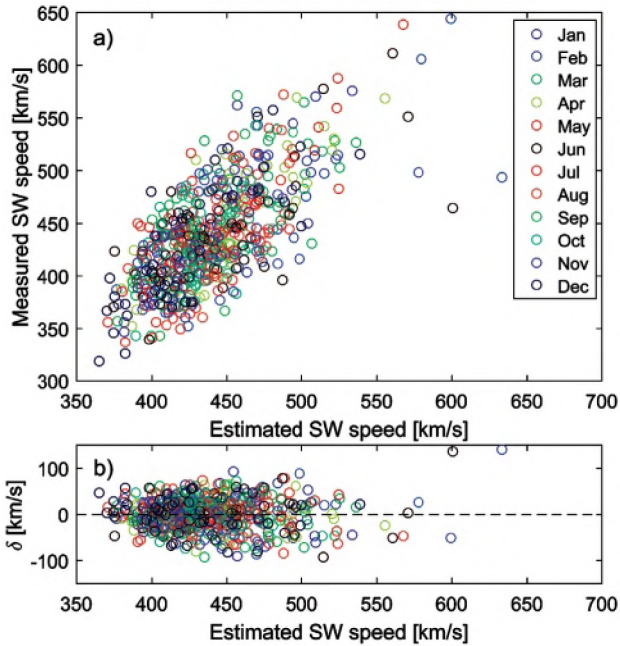 a)
650
600
550
500
450
400
350
300
Measured SW speed [km/s]
Jan
Feb
Mar
Apr
May
Jun
Jul
Aug
Sep
Oct
Nov
Dec
350 400 450 500 550 600 650 700
Estimated SW speed [km/s]
b)
100
0
-100
δ [km/s]
350 400 450 500 550 600 650 700
Estimated SW speed [km/s]